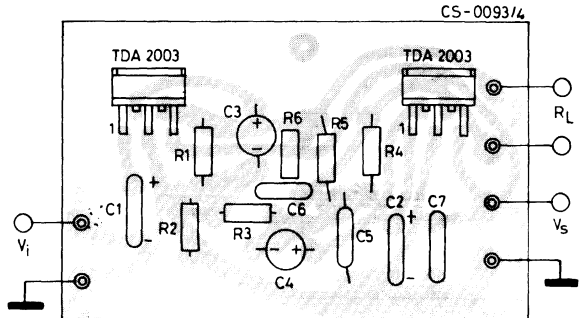 CS-0093/4
TDA 2003
TDA 2003
C3
R6
R5
R4
RL
1
1
R1
C1
+
C6
R2
R3
C5
C2
C7
+
Vi
Vs
-
C4
-
+
-
+
-